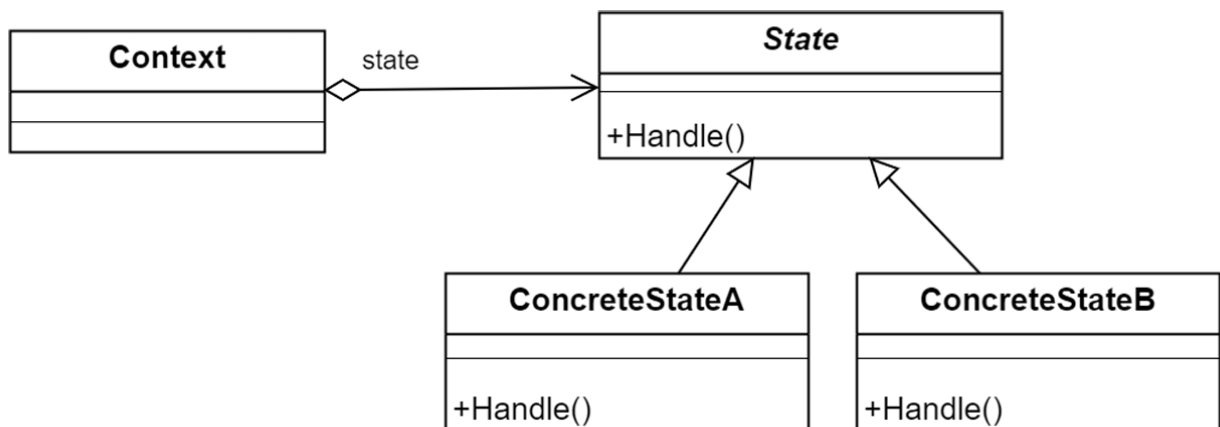 Context
state
State
+Handle()
ConcreteStateA
+Handle()
ConcreteStateB
+Handle()